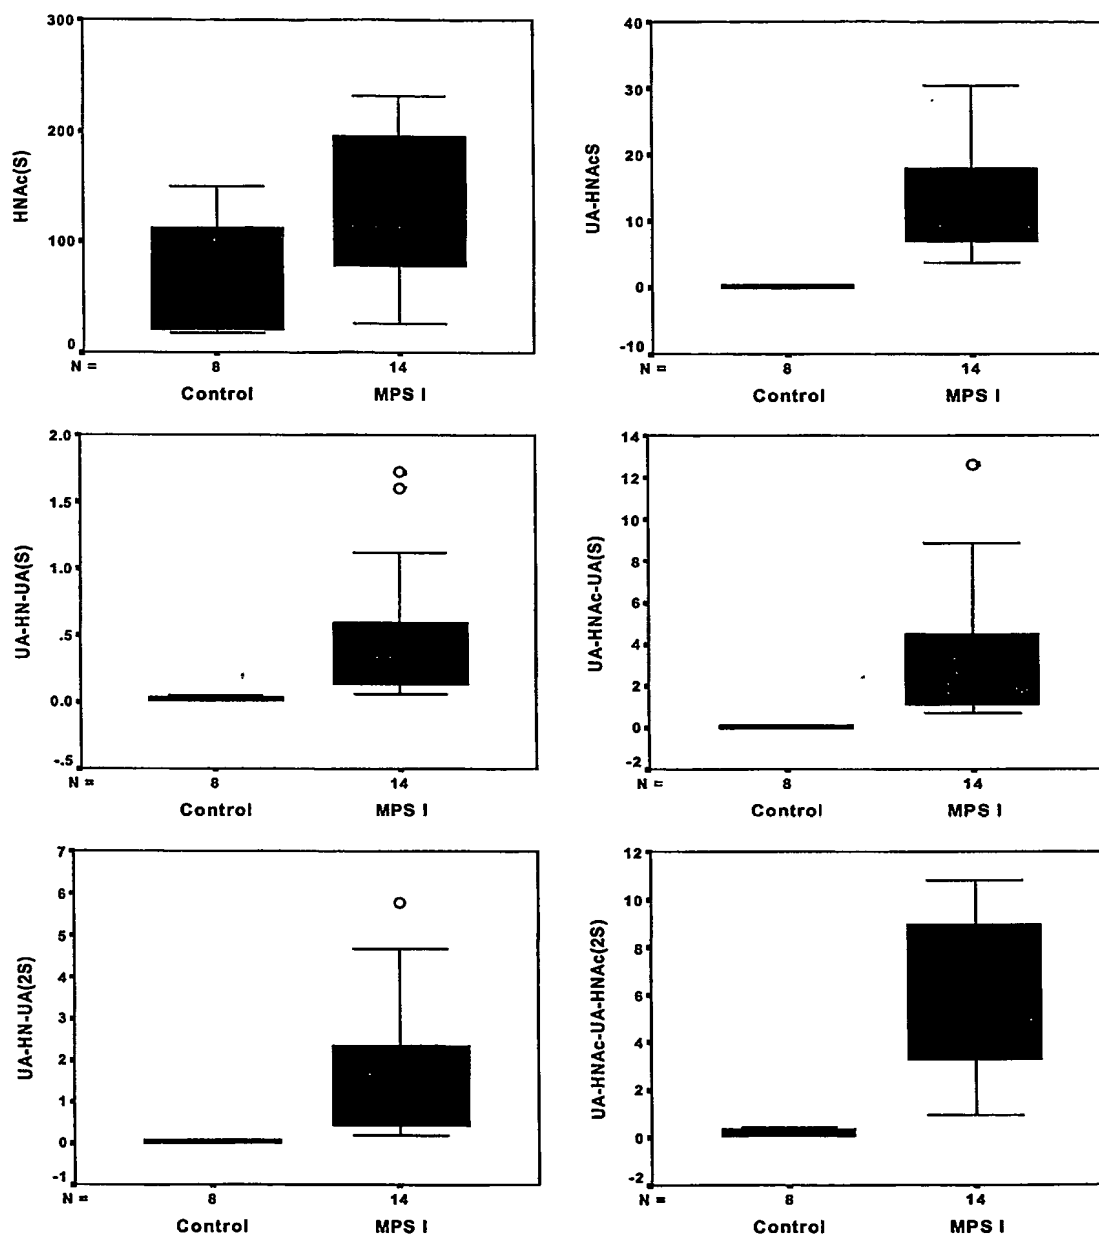 HNAc(S)
300
200
100
0
N = 8 14
Control MPS I
UA-HNAcS
40
30
20
10
0
-10
N = 8 14
Control MPS I
UA-HN-UA(S)
2.0
1.5
1.0
.5
0.0
-.5
N = 8 14
Control MPS I
UA-HNAc-UA(S)
14
12
10
8
6
4
2
0
-2
N = 8 14
Control MPS I
UA-HN-UA(2S)
7
6
5
4
3
2
1
0
-1
N = 8 14
Control MPS I
UA-HNAc-UA-HNAc(2S)
12
10
8
6
4
2
0
-2
N = 8 14
Control MPS I